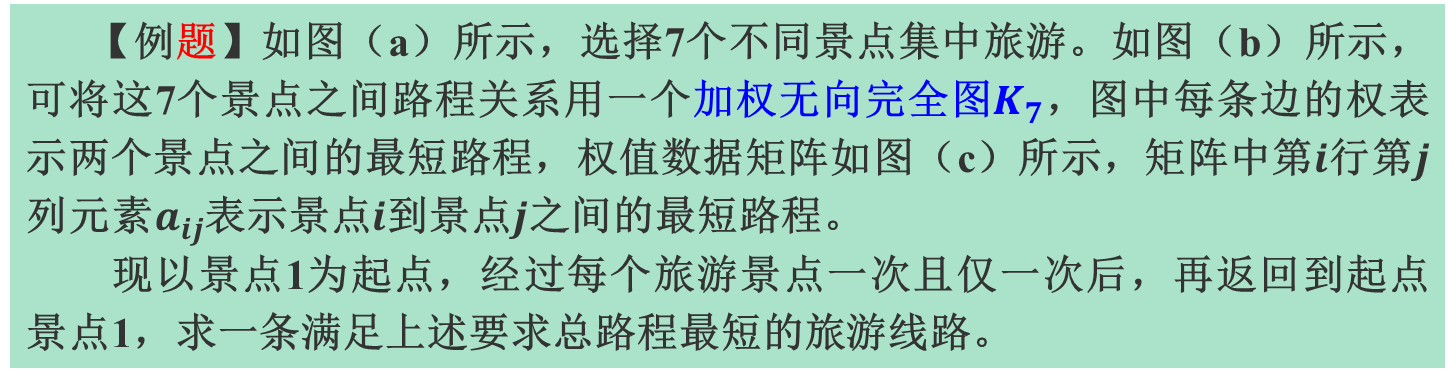 【例题】如图（a）所示，选择7个不同景点集中旅游。如图（b）所示，
可将这7个景点之间路程关系用一个加权无向完全图K₇，图中每条边的权表
示两个景点之间的最短路程，权值数据矩阵如图（c）所示，矩阵中第i行第j
列元素aᵢⱼ表示景点i到景点j之间的最短路程。
现以景点1为起点，经过每个旅游景点一次且仅一次后，再返回到起点
景点1，求一条满足上述要求总路程最短的旅游线路。